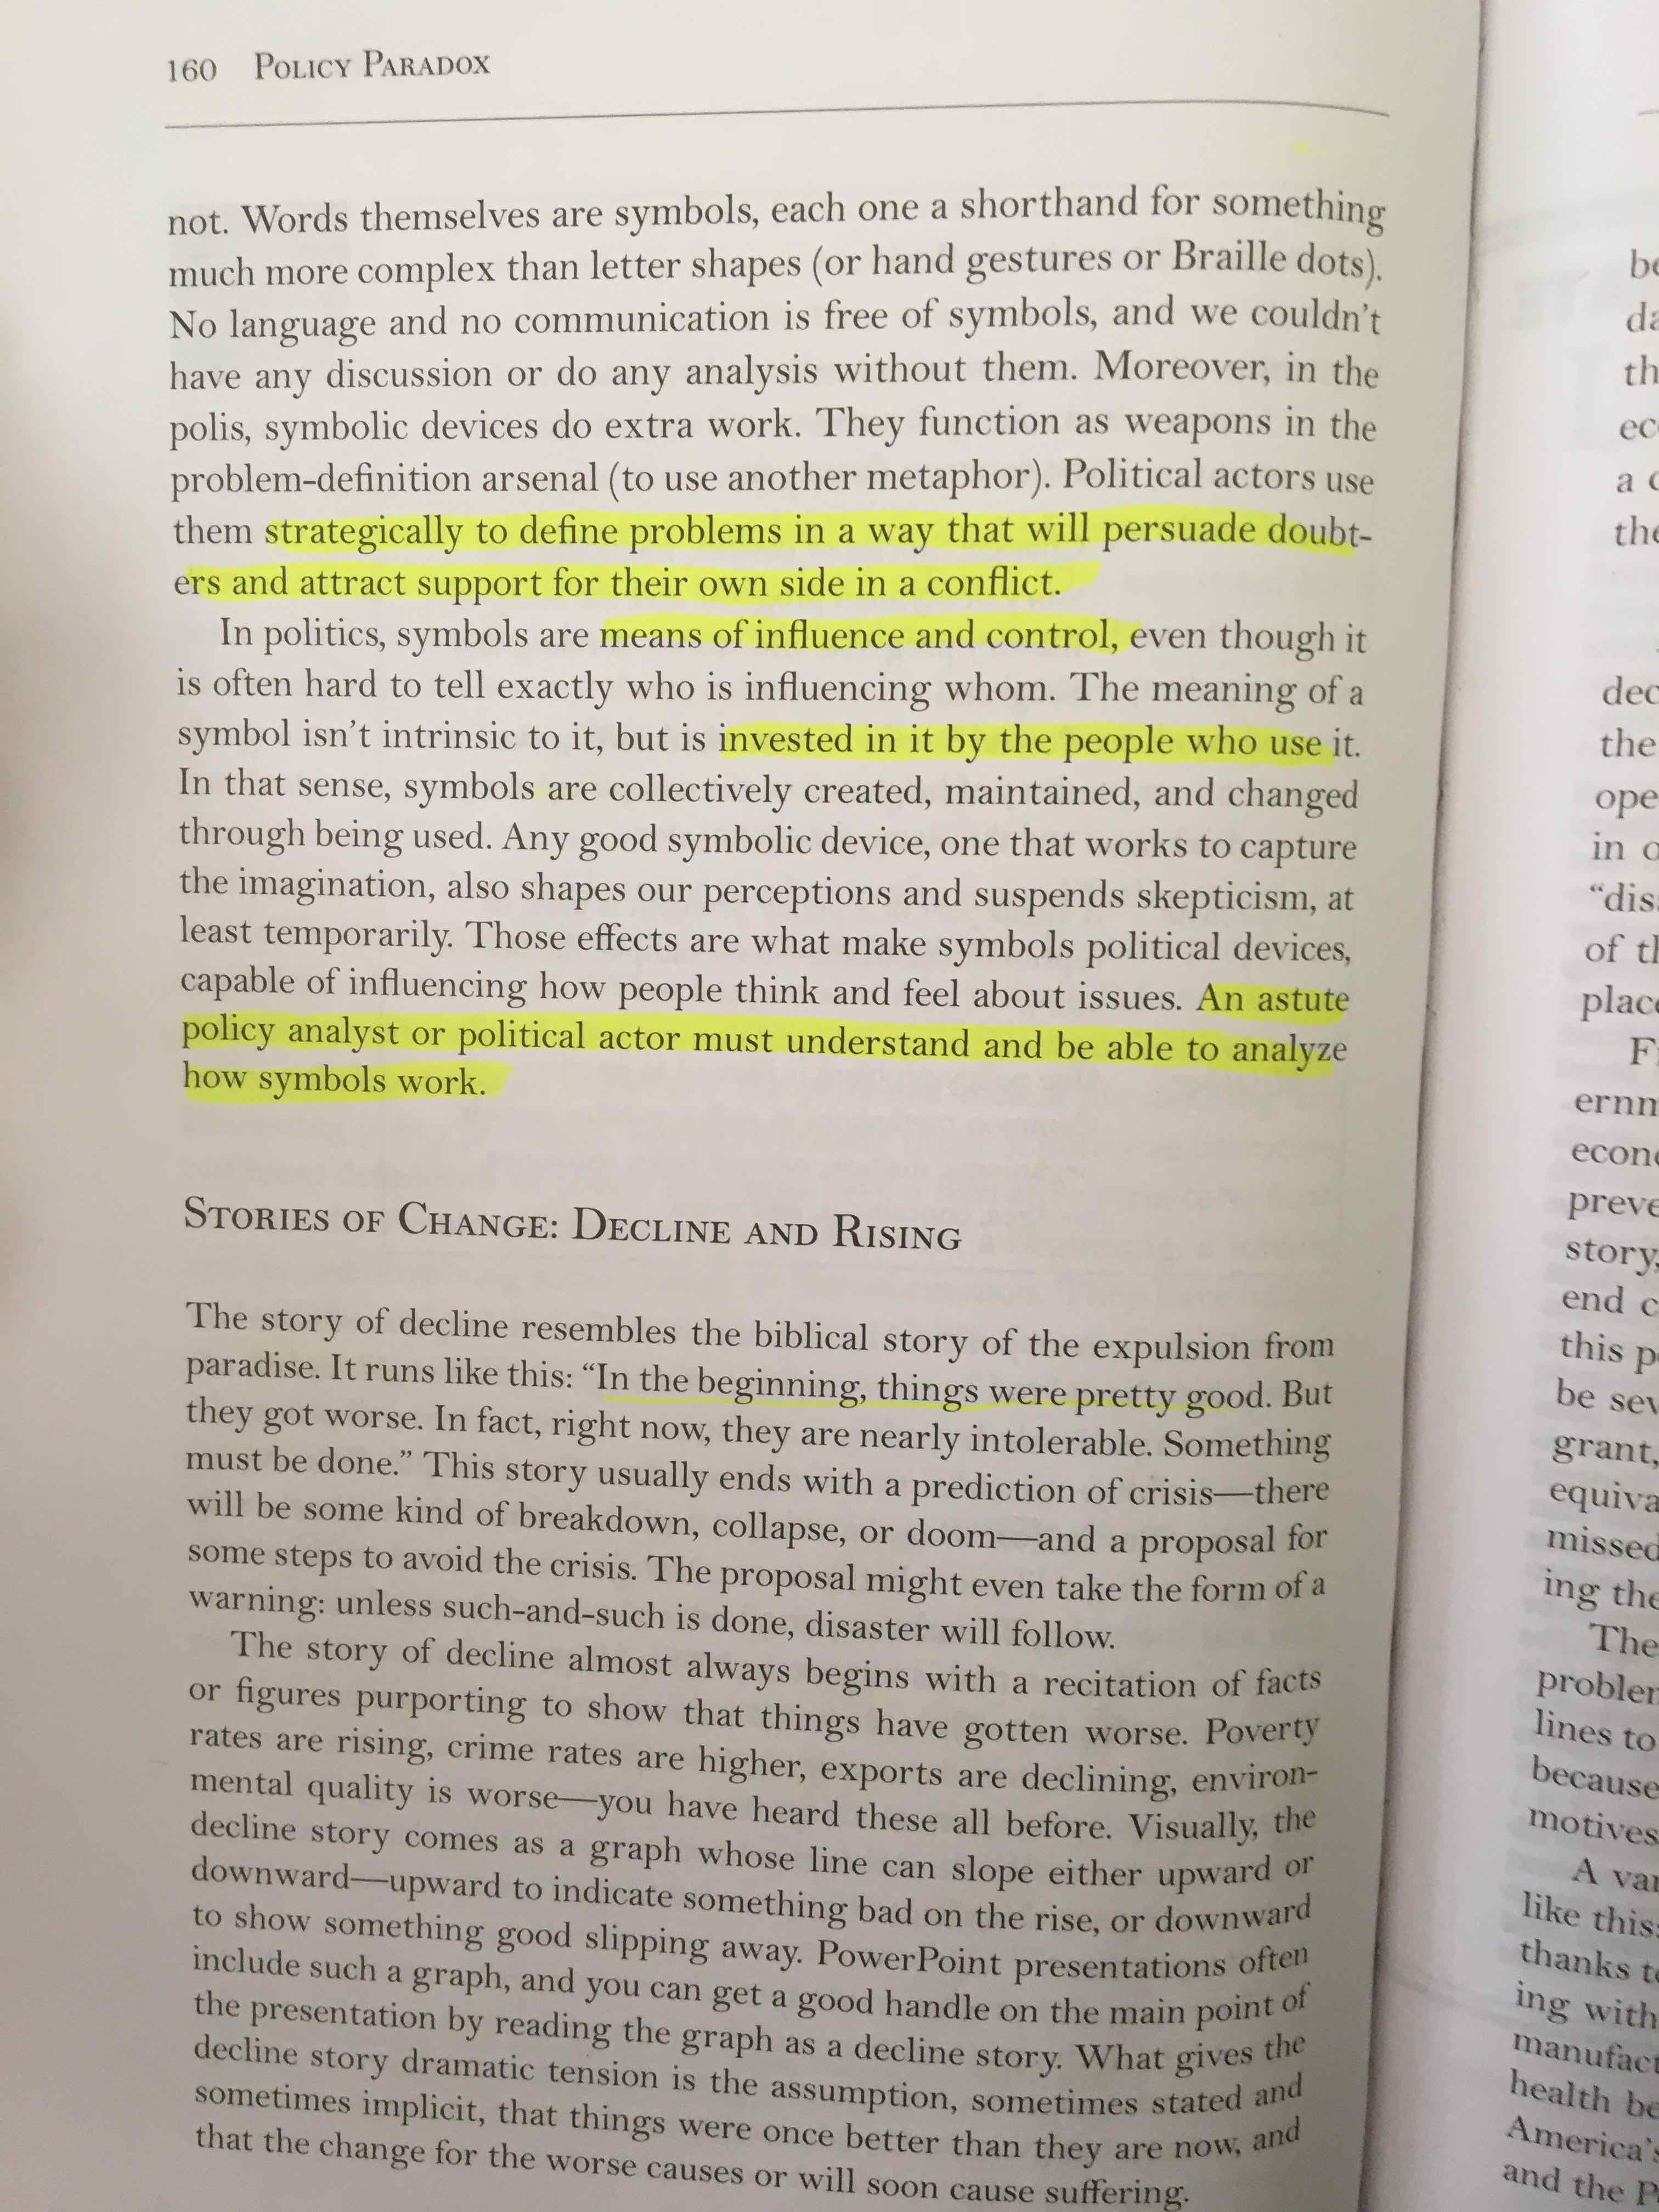 160 POLICY PARADOX
not. Words themselves are symbols, each one a shorthand for something
much more complex than letter shapes (or hand gestures or Braille dots).
No language and no communication is free of symbols, and we couldn't
have any discussion or do any analysis without them. Moreover, in the
polis, symbolic devices do extra work. They function as weapons in the
problem-definition arsenal (to use another metaphor). Political actors use
them strategically to define problems in a way that will persuade doubt-
ers and attract support for their own side in a conflict.
In politics, symbols are means of influence and control, even though it
is often hard to tell exactly who is influencing whom. The meaning of a
symbol isn't intrinsic to it, but is invested in it by the people who use it.
In that sense, symbols are collectively created, maintained, and changed
through being used. Any good symbolic device, one that works to capture
the imagination, also shapes our perceptions and suspends skepticism, at
least temporarily. Those effects are what make symbols political devices,
capable of influencing how people think and feel about issues. An astute
policy analyst or political actor must understand and be able to analyze
how symbols work.
STORIES OF CHANGE: DECLINE AND RISING
The story of decline resembles the biblical story of the expulsion from
paradise. It runs like this: “In the beginning, things were pretty good. But
they got worse. In fact, right now, they are nearly intolerable. Something
must be done.” This story usually ends with a prediction of crisis—there
will be some kind of breakdown, collapse, or doom—and a proposal for
some steps to avoid the crisis. The proposal might even take the form of a
warning: unless such-and-such is done, disaster will follow.
The story of decline almost always begins with a recitation of facts
or figures purporting to show that things have gotten worse. Poverty
rates are rising, crime rates are higher, exports are declining, environ-
mental quality is worse—you have heard these all before. Visually, the
decline story comes as a graph whose line can slope either upward or
downward—upward to indicate something bad on the rise, or downward
to show something good slipping away. PowerPoint presentations often
include such a graph, and you can get a good handle on the main point of
the presentation by reading the graph as a decline story. What gives the
decline story dramatic tension is the assumption, sometimes stated and
sometimes implicit, that things were once better than they are now, and
that the change for the worse causes or will soon cause suffering.
a
the
dec
the
ope
in
of
place
story,
end
this
be
grant,
missed
ing the
The
lines to
because
motives
A
like this:
thanks
ing with
health
America's
and the